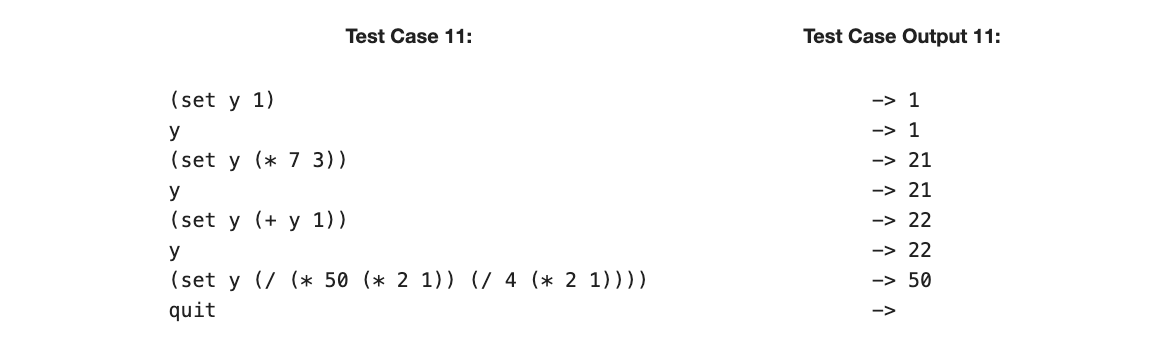 Test Case 11: Test Case Output 11:
(set y 1) -> 1
y -> 1
(set y (* 7 3)) -> 21
y -> 21
(set y (+ y 1)) -> 22
y -> 22
(set y (/ (* 50 (* 2 1)) (/ 4 (* 2 1)))) -> 50
quit ->